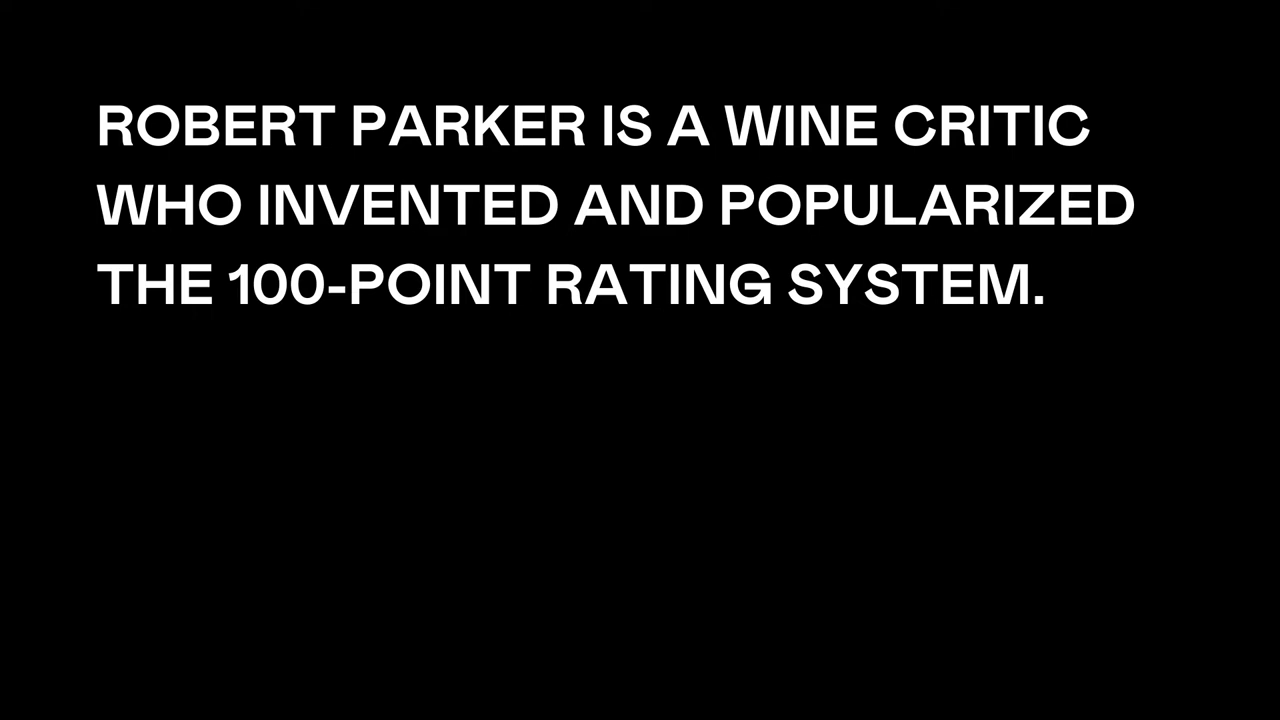 ROBERT PARKER IS A WINE CRITIC
WHO INVENTED AND POPULARIZED
THE 100-POINT RATING SYSTEM.